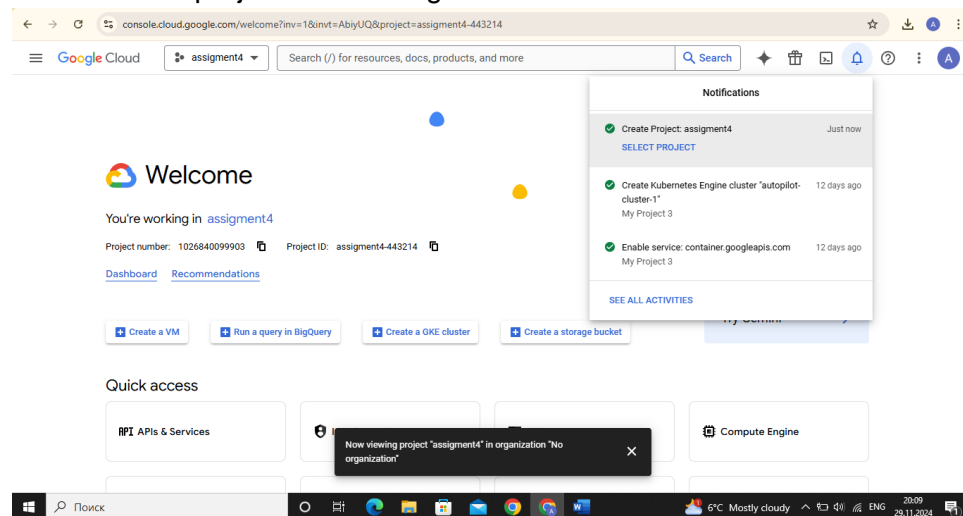 console.cloud.google.com/welcome?inv=1&invt=AbiyUQ&project=assigment4-443214
Google Cloud
assigment4
Search (/) for resources, docs, products, and more
Search
A
Notifications
Create Project: assigment4
Just now
SELECT PROJECT
Create Kubernetes Engine cluster "autopilot-
12 days ago
cluster-1"
My Project 3
Enable service: container.googleapis.com
12 days ago
My Project 3
SEE ALL ACTIVITIES
Welcome
You're working in assigment4
Project number: 1026840099903
Project ID: assigment4-443214
Dashboard
Recommendations
Create a VM
Run a query in BigQuery
Create a GKE cluster
Create a storage bucket
Quick access
API APIs & Services
Compute Engine
Now viewing project "assigment4" in organization "No
organization"
Поиск
6°C Mostly cloudy
ENG
20:09
29.11.2024